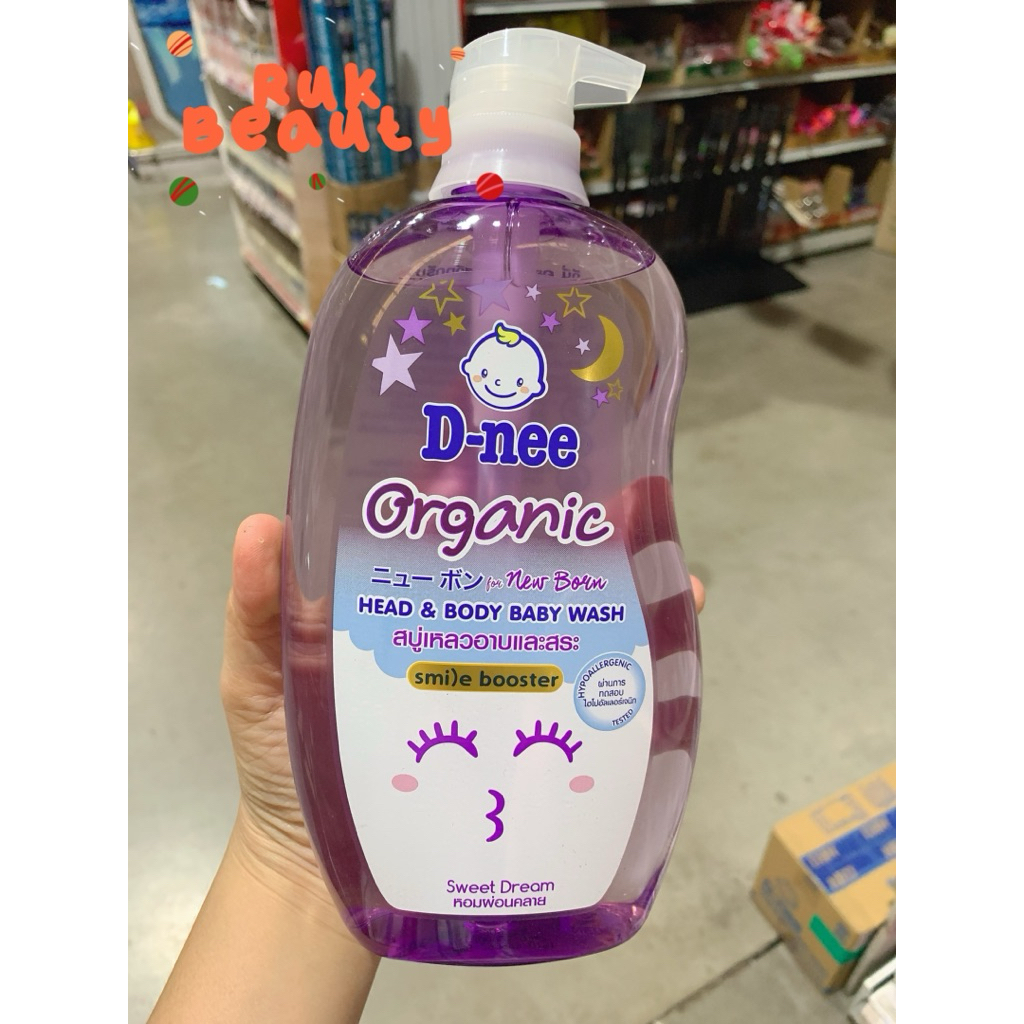 Ruk
Beauty
D-nee
Organic
ニュー ボン for New Born
HEAD & BODY BABY WASH
สบู่เหลวอาบและสระ
smile booster
HYPOALLERGENIC
ผ่านการ
ทดสอบ
ไฮโปอัลเลอร์เจนิก
TESTED
Sweet Dream
หอมผ่อนคลาย